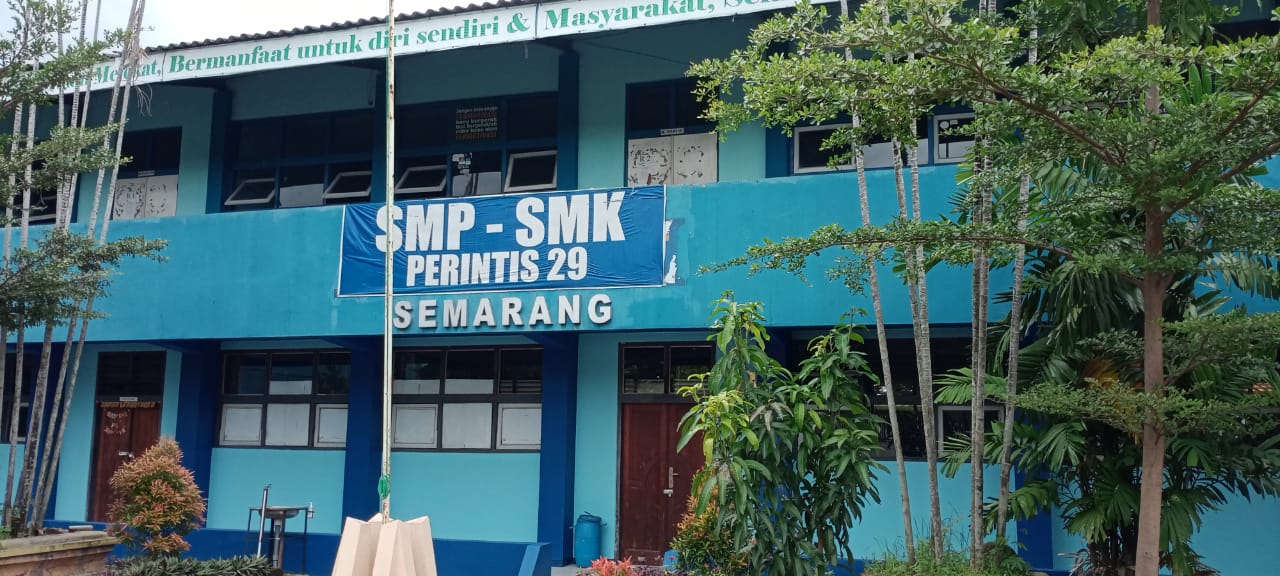 Bermanfaat untuk diri sendiri & Masyarakat,
SMP - SMK
PERINTIS 29
SEMARANG